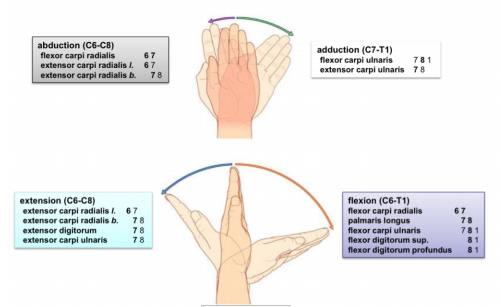 abduction (C6-C8)
flexor carpi radialis 6 7
extensor carpi radialis l. 6 7
extensor carpi radialis b. 7 8
adduction (C7-T1)
flexor carpi ulnaris 7 8 1
extensor carpi ulnaris 7 8
extension (C6-C8)
extensor carpi radialis l. 6 7
extensor carpi radialis b. 7 8
extensor digitorum 7 8
extensor carpi ulnaris 7 8
flexion (C6-T1)
flexor carpi radialis 6 7
palmaris longus 7 8
flexor carpi ulnaris 7 8 1
flexor digitorum sup. 8 1
flexor digitorum profundus 8 1